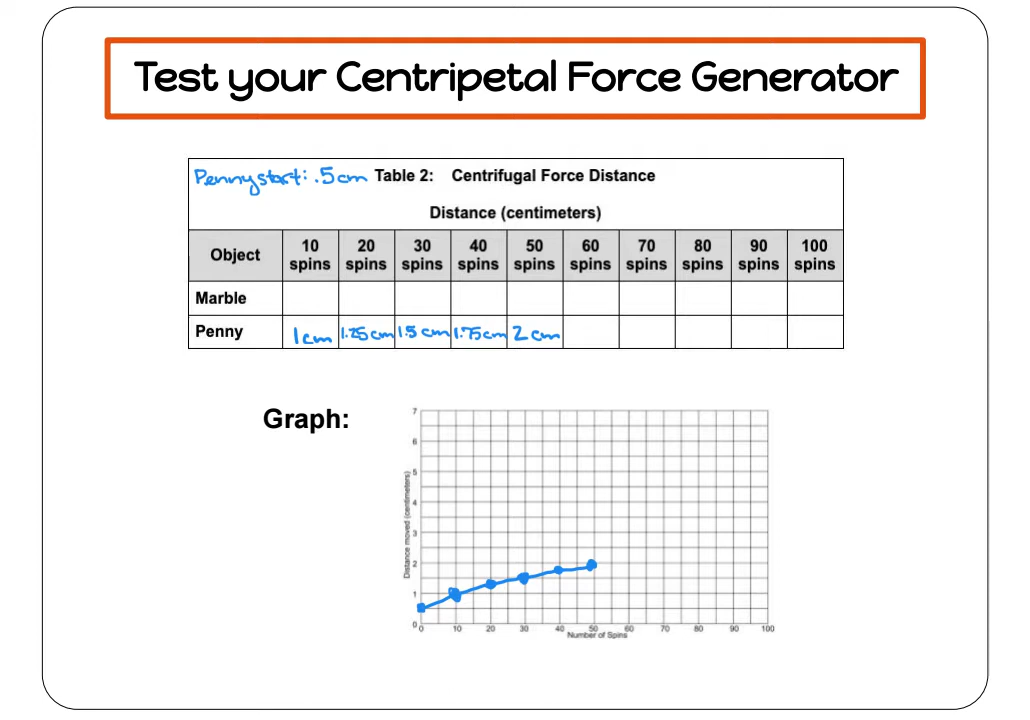 Test your Centripetal Force Generator
Penny start: .5cm Table 2: Centrifugal Force Distance
Distance (centimeters)
Object 10 spins 20 spins 30 spins 40 spins 50 spins 60 spins 70 spins 80 spins 90 spins 100 spins
Marble
Penny 1cm 1.25cm 1.5 cm 1.75cm 2 cm
Graph:
7
6
5
4
3
2
1
0
Distance moved (centimeters)
0 10 20 30 40 50 60 70 80 90 100
Number of Spins